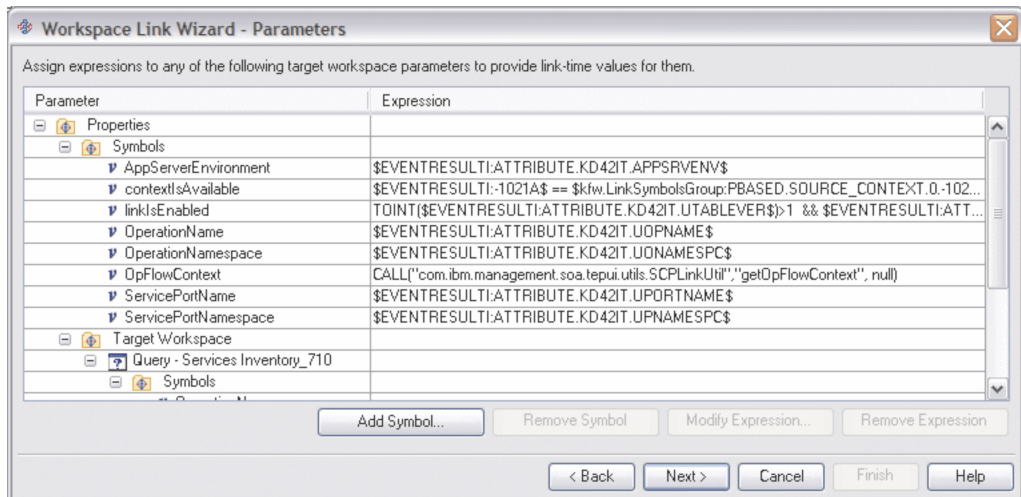 Workspace Link Wizard - Parameters
Assign expressions to any of the following target workspace parameters to provide link-time values for them.
Parameter Expression
Properties
Symbols
AppServerEnvironment $EVENTRESULTI:ATTRIBUTE.KD42IT.APPSRVENV$
contextIsAvailable $EVENTRESULTI:-1021A$ == $kfw.LinkSymbolsGroup:PBASED.SOURCE_CONTEXT.0.-102...
linkIsEnabled TOINT($EVENTRESULTI:ATTRIBUTE.KD42IT.UTABLEVER$)>1 && $EVENTRESULTI:ATT...
OperationName $EVENTRESULTI:ATTRIBUTE.KD42IT.UOPNAME$
OperationNamespace $EVENTRESULTI:ATTRIBUTE.KD42IT.UONAMESPC$
OpFlowContext CALL("com.ibm.management.soa.tepui.utils.SCPLinkUtil","getOpFlowContext", null)
ServicePortName $EVENTRESULTI:ATTRIBUTE.KD42IT.UPORTNAME$
ServicePortNamespace $EVENTRESULTI:ATTRIBUTE.KD42IT.UPNAMESPC$
Target Workspace
Query - Services Inventory_710
Symbols
Add Symbol... Remove Symbol Modify Expression... Remove Expression
< Back Next > Cancel Finish Help